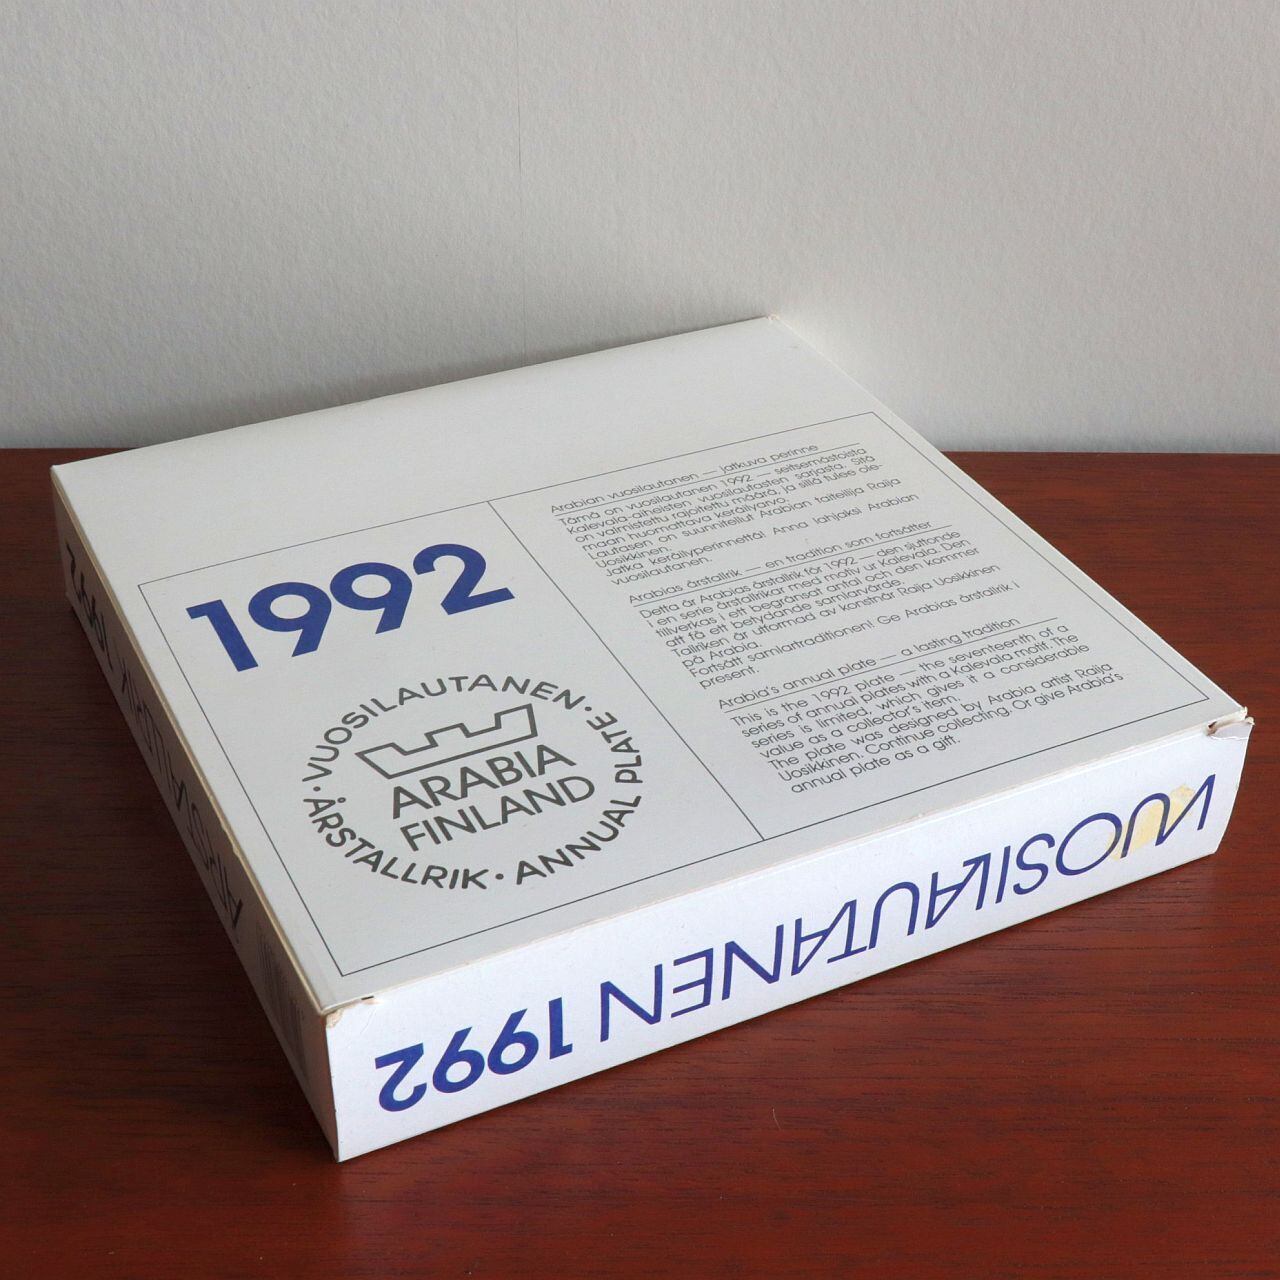 1992
VUOSILAUTANEN · ANNUAL PLATE · ÅRSTALLRIK ·
ARABIA
FINLAND
Arabian vuosilautanen — jatkuva perinne
Tämä on vuosilautanen 1992 — seitsemästoista
Kalevala-aiheisten vuosilautasten sarjasta. Sitä
on valmistettu rajoitettu määrä, ja sillä tulee ole-
maan huomattava keräilyarvo.
Lautasen on suunnitellut Arabian taiteilija Raija
Uosikkinen.
Jatka keräilyperinnettä! Anna lahjaksi Arabian
vuosilautanen.
Arabias årstallrik — en tradition som fortsätter
Detta är Arabias årstallrik för 1992 — den sjuttonde
i en serie årstallrikar med motiv ur Kalevala. Den
tillverkas i ett begränsat antal och den kommer
att få ett betydande samlarvärde.
Tallriken är utformad av konstnär Raija Uosikkinen
på Arabia.
Fortsätt samlartraditionen! Ge Arabias årstallrik i
present.
Arabia's annual plate — a lasting tradition
This is the 1992 plate — the seventeenth of a
series of annual plates with a Kalevala motif. The
series is limited, which gives it a considerable
value as a collector's item.
The plate was designed by Arabia artist Raija
Uosikkinen. Continue collecting. Or give Arabia's
annual plate as a gift.
VUOSILAUTANEN 1992